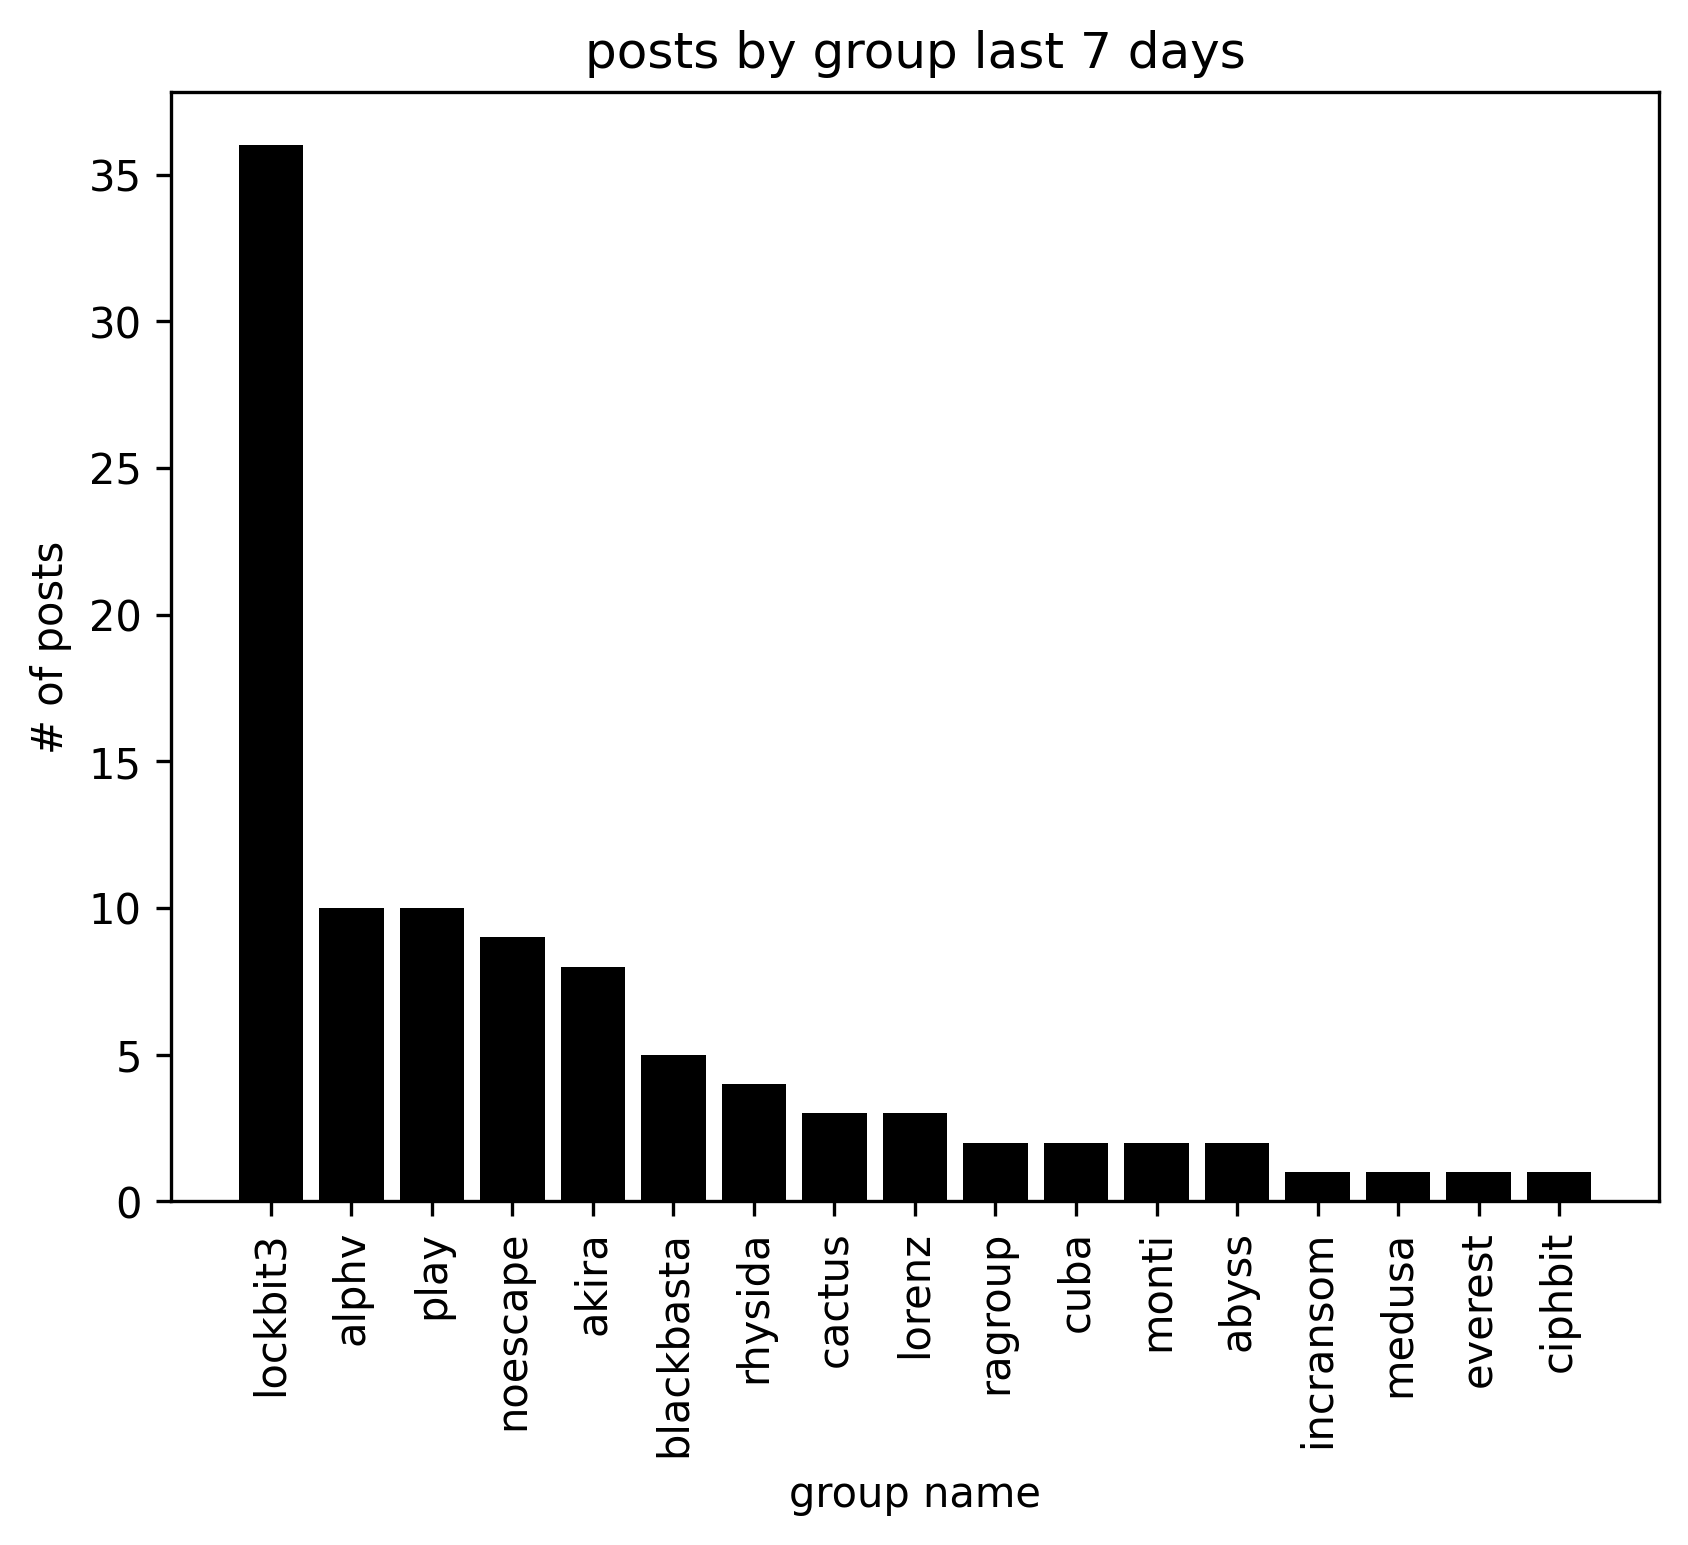 posts by group last 7 days
# of posts
35
30
25
20
15
10
5
0
lockbit3
alphv
play
noescape
akira
blackbasta
rhysida
cactus
lorenz
ragroup
cuba
monti
abyss
incransom
medusa
everest
ciphbit
group name